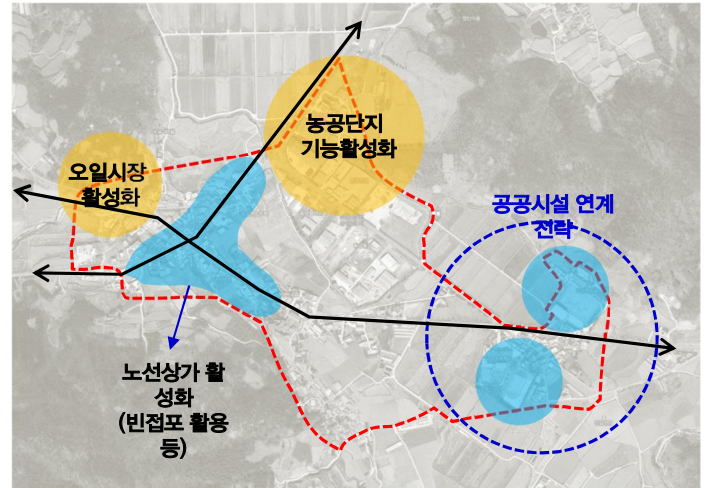 농공단지
기능활성화
오일시장
활성화
공공시설 연계
전략
노선상가 활
성화
(빈점포 활용
등)